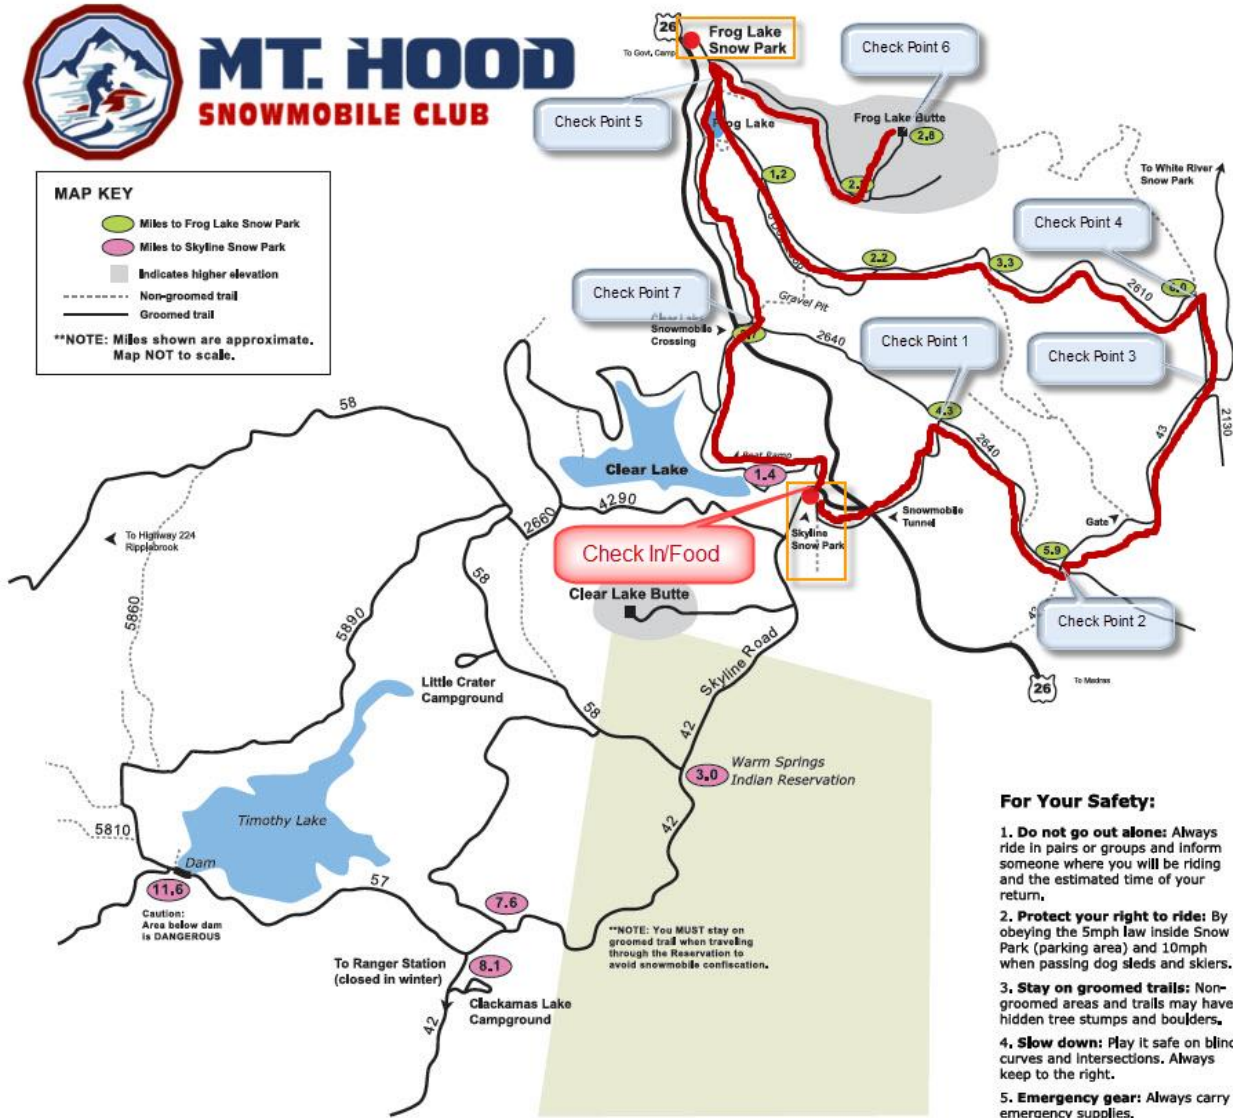 MT. HOOD
SNOWMOBILE CLUB
MAP KEY
Miles to Frog Lake Snow Park
Miles to Skyline Snow Park
Indicates higher elevation
Non-groomed trail
Groomed trail
**NOTE: Miles shown are approximate.
Map NOT to scale.
26
To Govt. Camp
Frog Lake
Snow Park
Check Point 6
Check Point 5
Frog Lake
Frog Lake Butte
2.8
To White River
Snow Park
1.2
Check Point 4
2.2
3.3
6.0
2610
Check Point 7
Gravel Pit
Snowmobile
Crossing
2640
Check Point 1
Check Point 3
4.3
2640
43
2130
58
Clear Lake
Boat Ramp
1.4
4290
2660
Snowmobile
Tunnel
Gate
Skyline
Snow Park
Check In/Food
5.9
To Highway 224
Ripplebrook
58
Clear Lake Butte
Check Point 2
5860
5890
Skyline Road
26
To Madras
Little Crater
Campground
58
42
3.0
Warm Springs
Indian Reservation
42
Timothy Lake
5810
Dam
11.6
Caution:
Area below dam
is DANGEROUS
57
7.6
**NOTE: You MUST stay on
groomed trail when traveling
through the Reservation to
avoid snowmobile confiscation.
To Ranger Station
(closed in winter)
8.1
Clackamas Lake
Campground
42
For Your Safety:
1. Do not go out alone: Always
ride in pairs or groups and inform
someone where you will be riding
and the estimated time of your
return.
2. Protect your right to ride: By
obeying the 5mph law inside Snow
Park (parking area) and 10mph
when passing dog sleds and skiers.
3. Stay on groomed trails: Non-
groomed areas and trails may have
hidden tree stumps and boulders.
4. Slow down: Play it safe on blind
curves and intersections. Always
keep to the right.
5. Emergency gear: Always carry
emergency supplies.